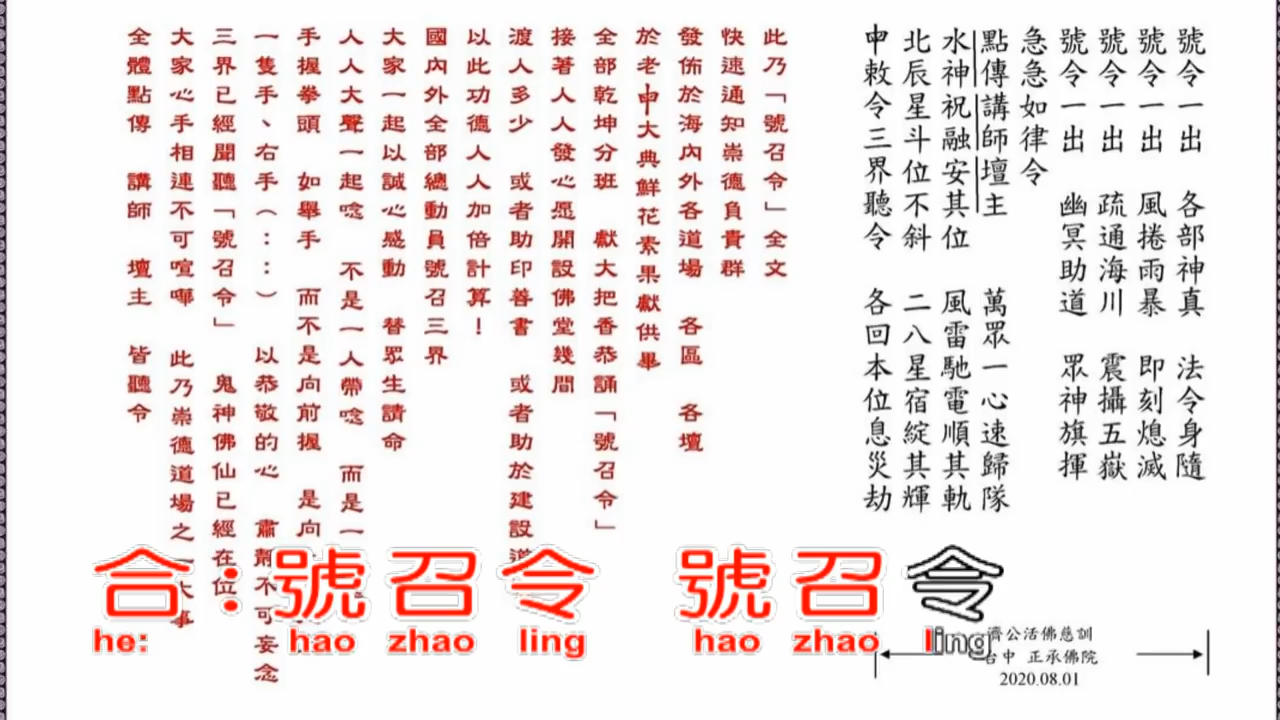 號令一出 各部神真 法令身隨
號令一出 風捲雨暴 即刻熄滅
號令一出 疏通海川 震攝五嶽
號令一出 幽冥助道 眾神旗揮
急急如律令
點傳講師壇主 萬眾一心速歸隊
水神祝融安其位 風雷馳電順其軌
北辰星斗位不斜 二八星宿綻其輝
申敕令三界聽令 各回本位息災劫
此乃「號召令」全文
快速通知崇德負責群
發佈於海內外各道場 各區 各壇
於老申大典鮮花素果獻供畢
全部乾坤分班 獻大把香恭誦「號召令」
接著人人發心愿開設佛堂幾間
渡人多少 或者助印善書 或者助於建設道
以此功德人人加倍計算！
國內外全部總動員號召三界
大家一起以誠心感動 替眾生請命
人人大聲一起唸 不是一人帶唸 而是一
手握拳頭 如舉手 而不是向前握 是向
一隻手、右手（：：） 以恭敬的心 肅靜不可妄念
三界已經聞聽「號召令」 鬼神佛仙已經在位
大家心手相連不可喧嘩 此乃崇德道場之一大事
全體點傳 講師 壇主 皆聽令
合：號召令 號召令
he: hao zhao ling hao zhao ling
濟公活佛慈訓
台中 正承佛院
2020.08.01